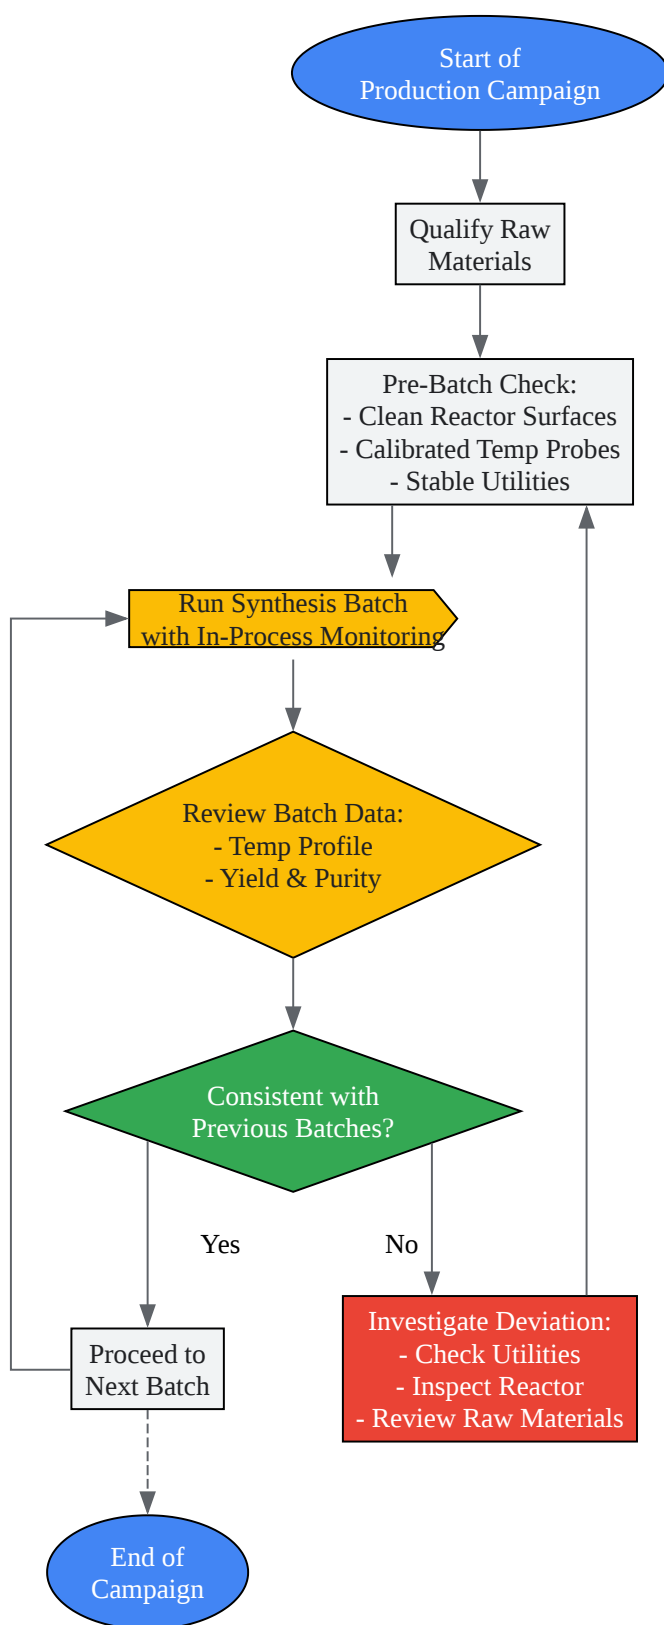 Start of
Production Campaign
Qualify Raw
Materials
Pre-Batch Check:
- Clean Reactor Surfaces
- Calibrated Temp Probes
- Stable Utilities
Run Synthesis Batch
with In-Process Monitoring
Review Batch Data:
- Temp Profile
- Yield & Purity
Consistent with
Previous Batches?
Yes
No
Proceed to
Next Batch
Investigate Deviation:
- Check Utilities
- Inspect Reactor
- Review Raw Materials
End of
Campaign